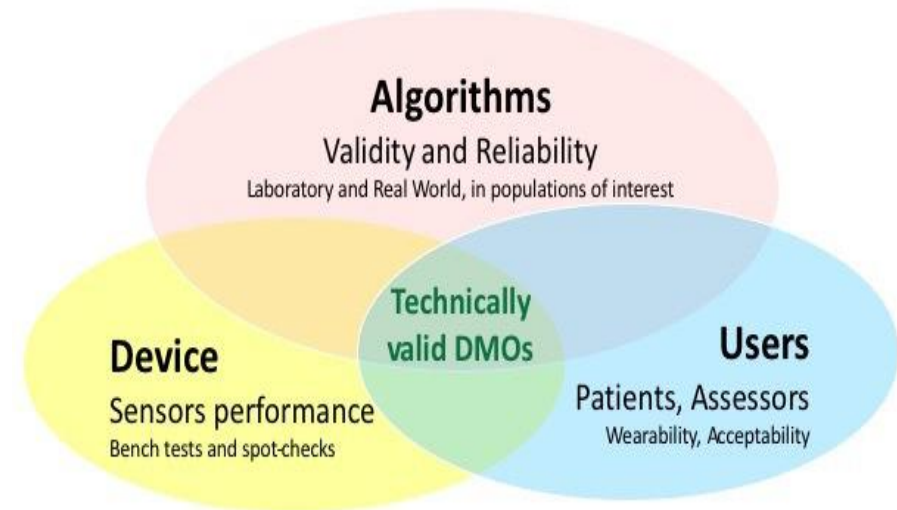 Algorithms
Validity and Reliability
Laboratory and Real World, in populations of interest
Technically
valid DMOs
Device
Sensors performance
Bench tests and spot-checks
Users
Patients, Assessors
Wearability, Acceptability